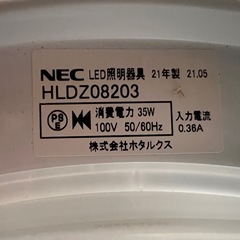 NEC LED照明器具 21年製 21.05
HLDZ08203
PS E 消費電力 35W 入力電流
100V 50/60Hz 0.36A
株式会社ホタルクス